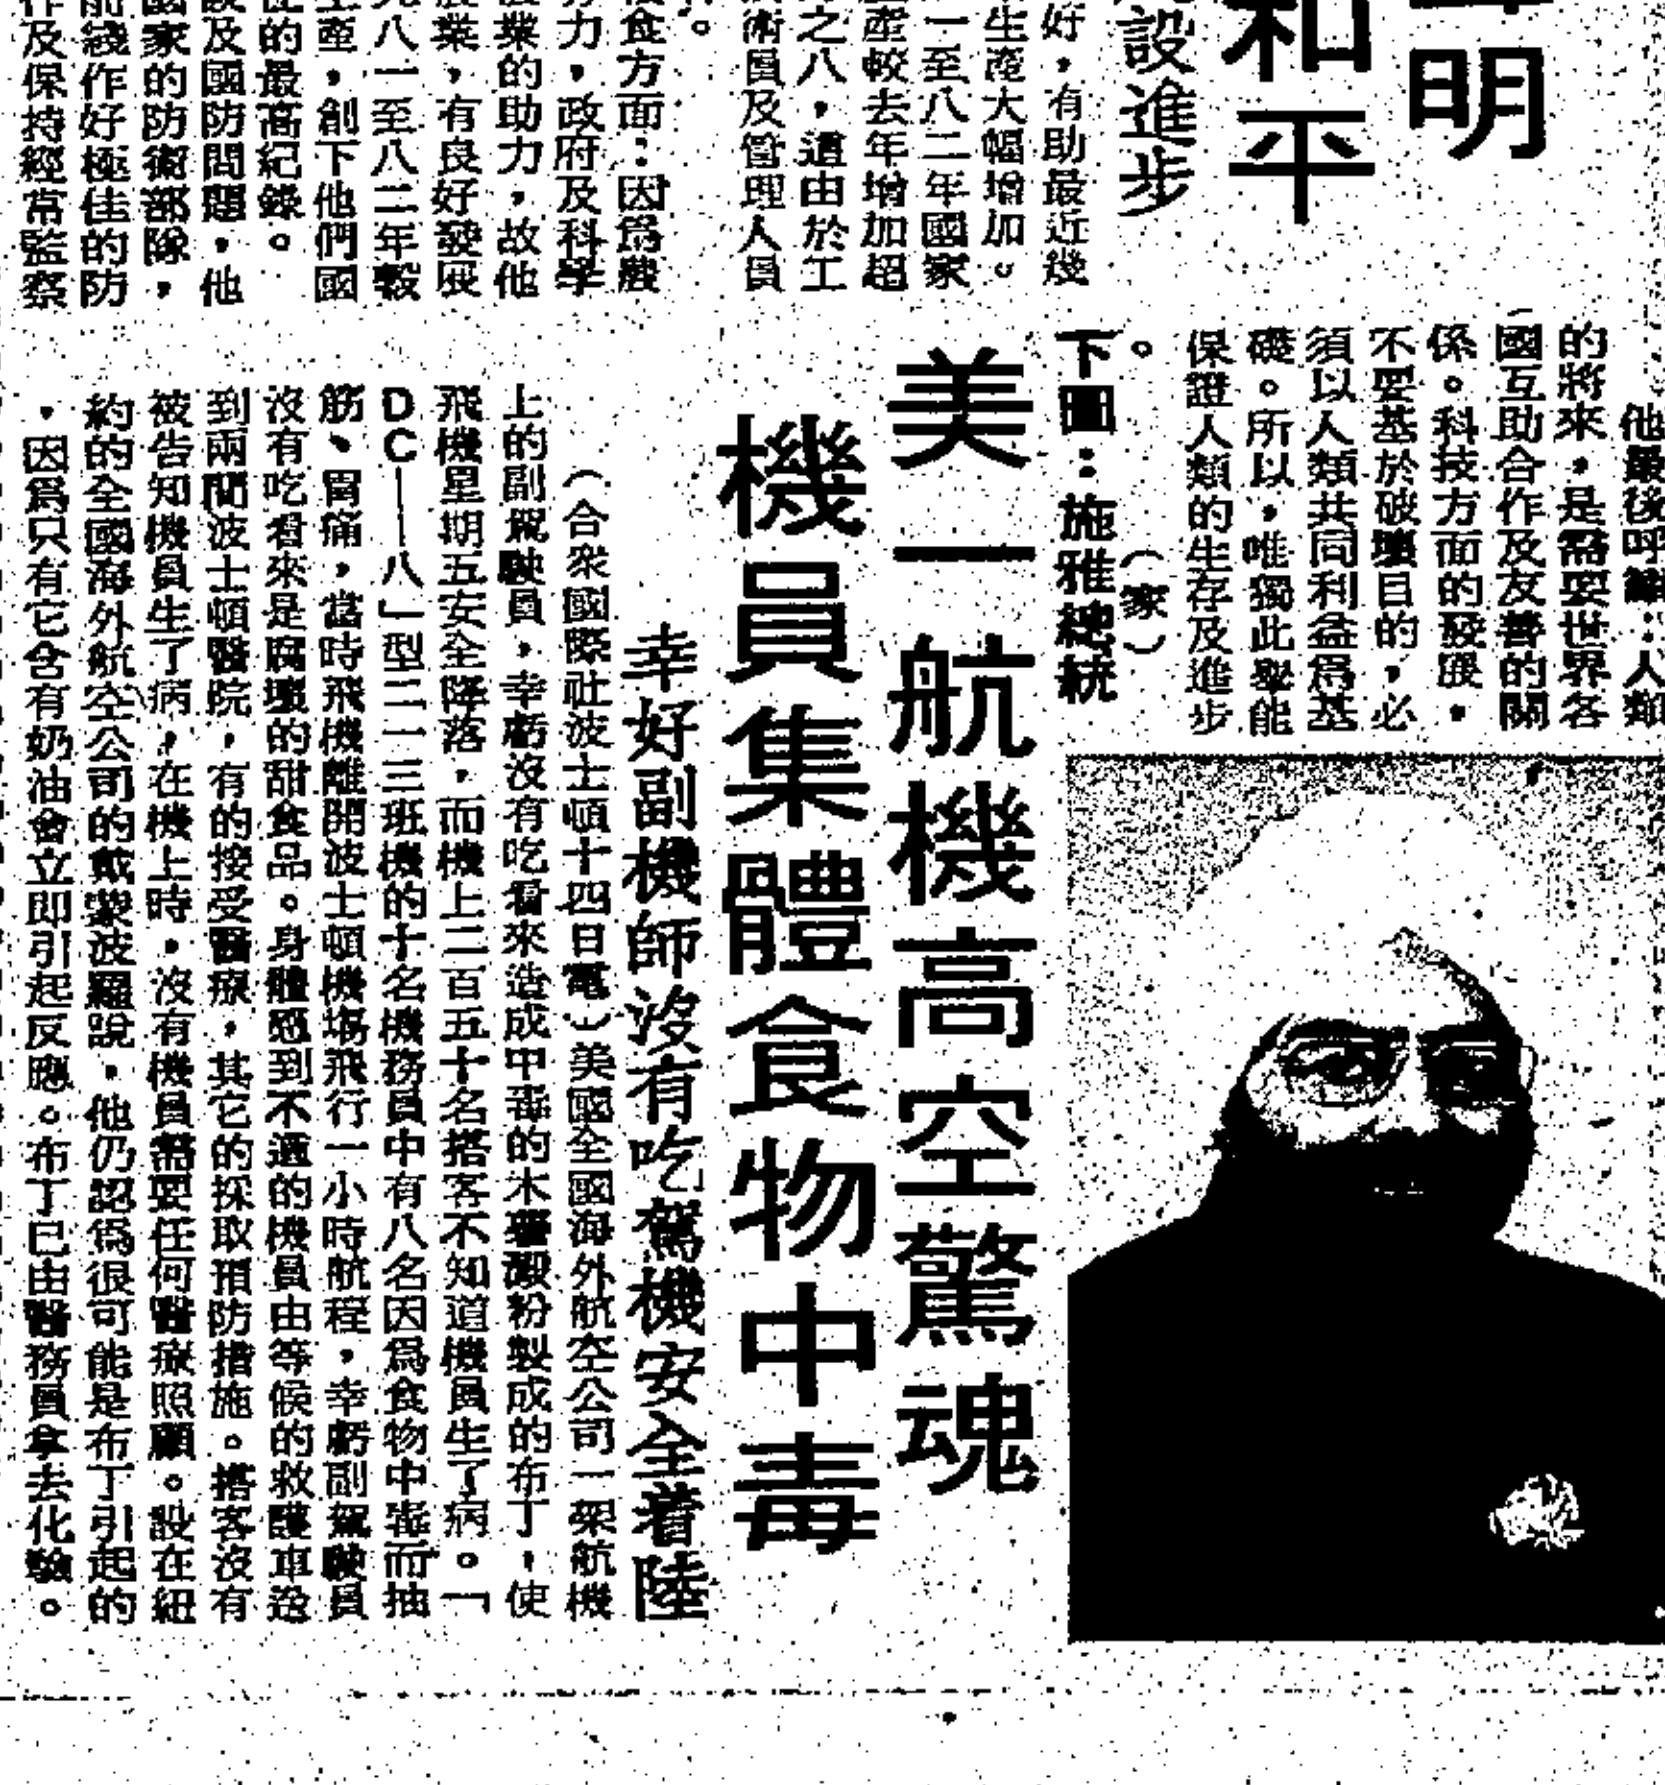 明
和平
設進步
好，有助最近幾
生產大幅增加。
一至八二年國家
產較去年增加超
之八，這由於工
術員及管理人員
食方面：因爲農
力，政府及科學
業的助力，故他
業，有良好發展
八一至八二年穀
產，創下他們國
的最高紀錄。
及國防問題，他
國家的防衛部隊，
前綫作好極佳的防
作及保持經常監察
他最後呼籲：人類
的將來，是需要世界各
國互助合作及友善的關
係。科技方面的發展，
不要基於破壞目的，必
須以人類共同利益爲基
礎。所以，唯獨此舉能
保證人類的生存及進步
。（家）
下圖：施雅總統
美一航機高空驚魂
機員集體食物中毒
幸好副機師沒有吃駕機安全着陸
（合衆國際社波士頓十四日電）美國全國海外航空公司一架航機
上的副駕駛員，幸虧沒有吃看來造成中毒的木薯澱粉製成的布丁，使
飛機星期五安全降落，而機上二百五十名搭客不知道機員生了病。「
DC——八」型二一三班機的十名機務員中有八名因爲食物中毒而抽
筋、胃痛，當時飛機離開波士頓機塲飛行一小時航程，幸虧副駕駛員
沒有吃看來是腐壞的甜食品。身體感到不適的機員由等候的救護車送
到兩間波士頓醫院，有的接受醫療，其它的採取預防措施。搭客沒有
被告知機員生了病，在機上時，沒有機員需要任何醫療照顧。設在紐
約的全國海外航空公司的戴蒙波羅說，他仍認爲很可能是布丁引起的
，因爲只有它含有奶油會立即引起反應。布丁已由醫務員拿去化驗。